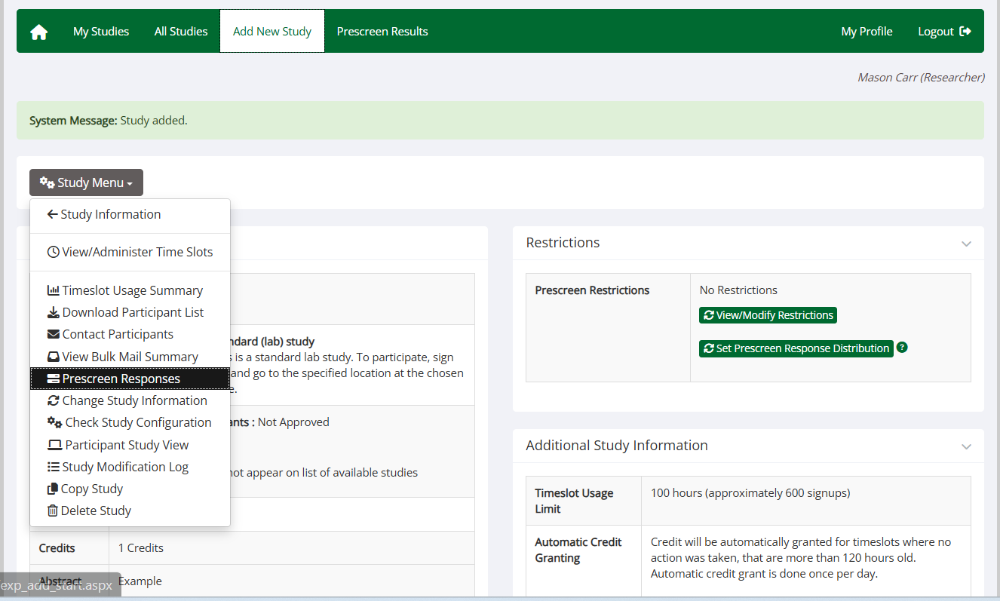 My Studies
All Studies
Add New Study
Prescreen Results
My Profile
Logout
Mason Carr (Researcher)
System Message: Study added.
Study Menu
Study Information
View/Administer Time Slots
Timeslot Usage Summary
Download Participant List
Contact Participants
View Bulk Mail Summary
Prescreen Responses
Change Study Information
Check Study Configuration
Participant Study View
Study Modification Log
Copy Study
Delete Study
ndard (lab) study
s is a standard lab study. To participate, sign
and go to the specified location at the chosen
e.
ants : Not Approved
not appear on list of available studies
Credits
1 Credits
Abstract
Example
exp_add_start.aspx
Restrictions
Prescreen Restrictions
No Restrictions
View/Modify Restrictions
Set Prescreen Response Distribution ?
Additional Study Information
Timeslot Usage
Limit
100 hours (approximately 600 signups)
Automatic Credit
Granting
Credit will be automatically granted for timeslots where no
action was taken, that are more than 120 hours old.
Automatic credit grant is done once per day.